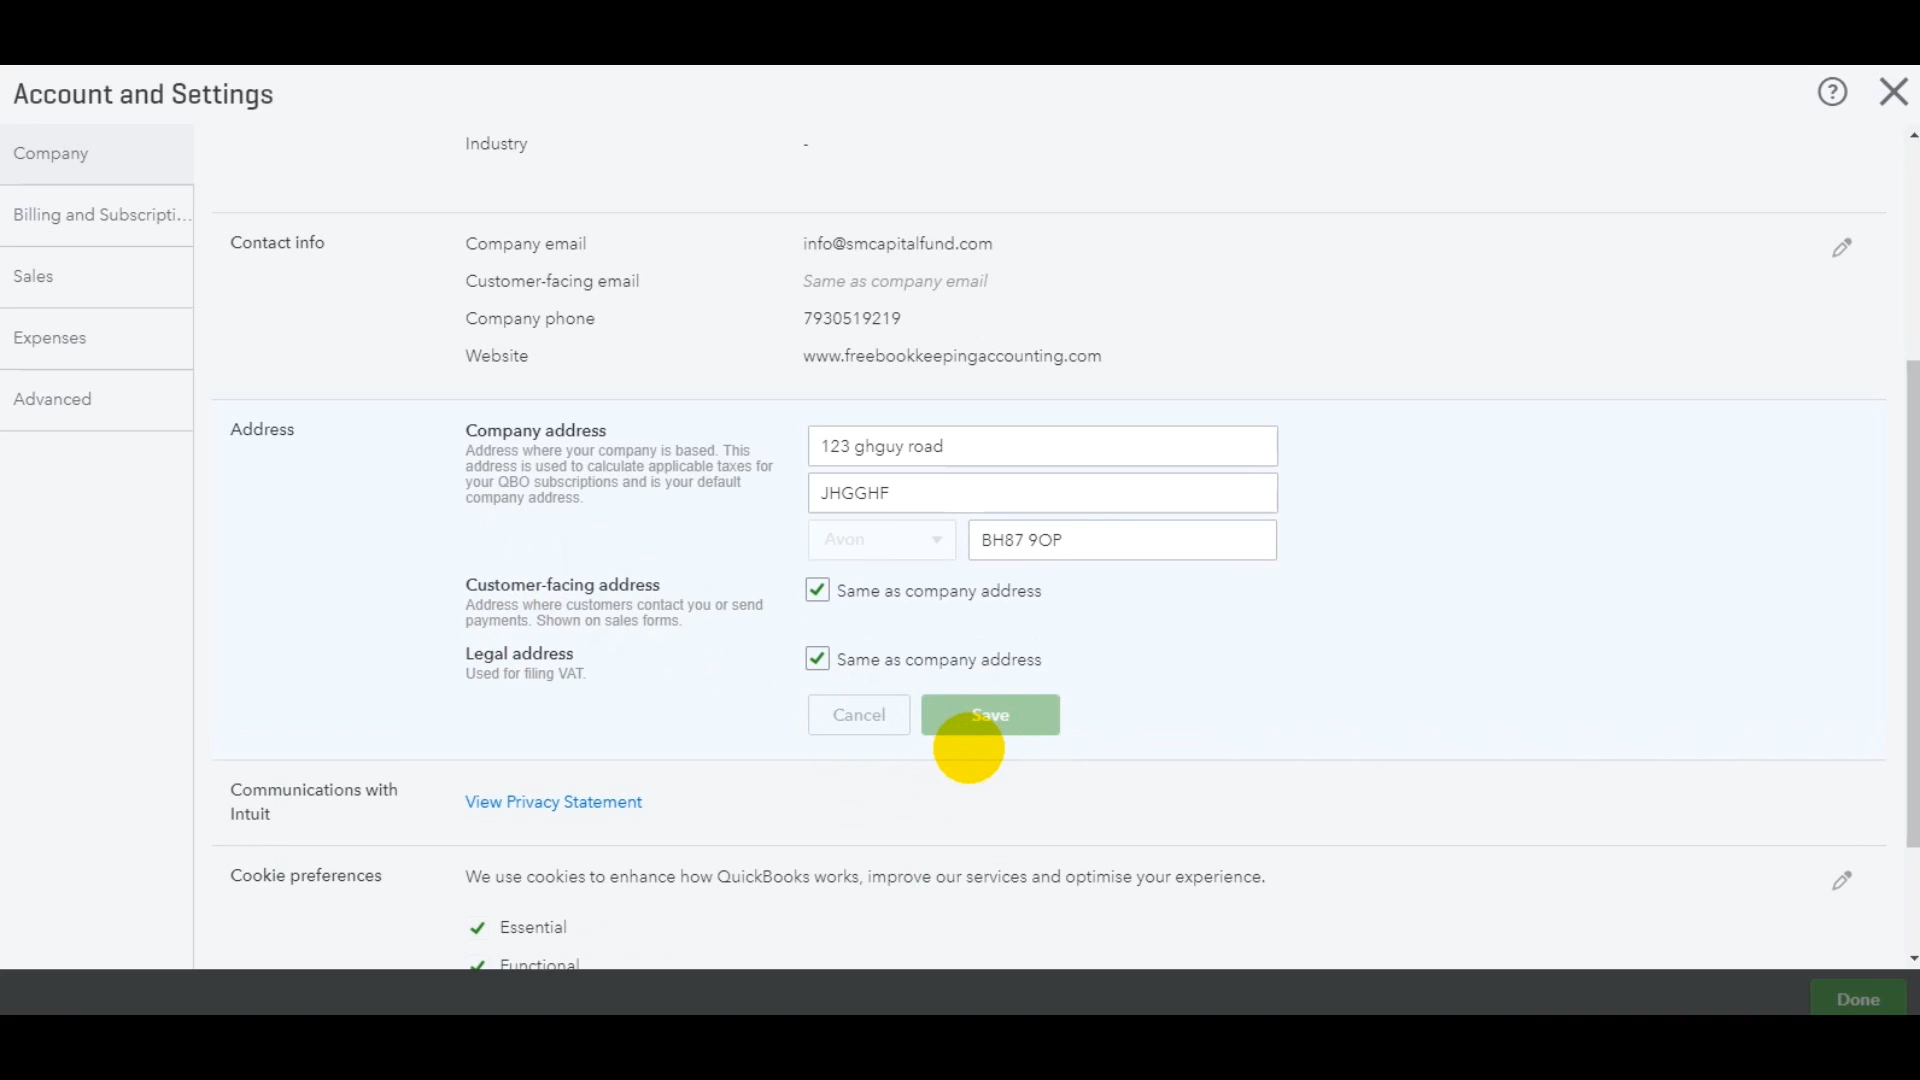 Account and Settings
?
Company
Billing and Subscripti...
Sales
Expenses
Advanced
Industry -
Contact info
Company email info@smcapitalfund.com
Customer-facing email Same as company email
Company phone 7930519219
Website www.freebookkeepingaccounting.com
Address
Company address
Address where your company is based. This
address is used to calculate applicable taxes for
your QBO subscriptions and is your default
company address.
123 ghguy road
JHGGHF
Avon BH87 9OP
Customer-facing address
Address where customers contact you or send
payments. Shown on sales forms.
Same as company address
Legal address
Used for filing VAT.
Same as company address
Cancel Save
Communications with
Intuit
View Privacy Statement
Cookie preferences
We use cookies to enhance how QuickBooks works, improve our services and optimise your experience.
Essential
Functional
Done